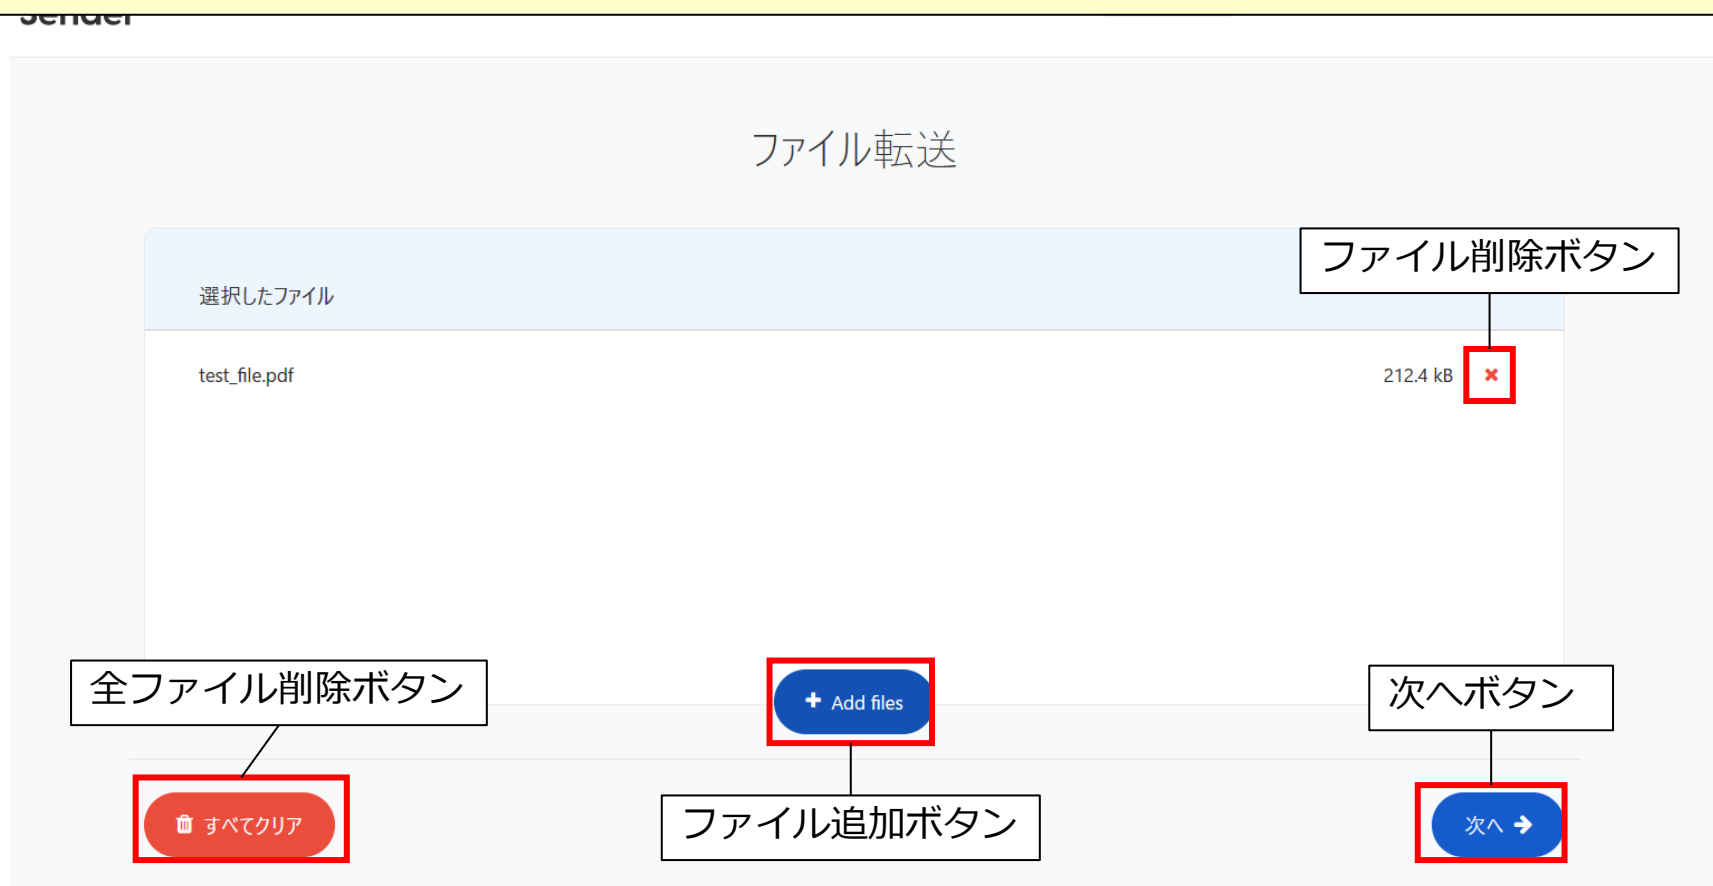 Sender
ファイル転送
ファイル削除ボタン
選択したファイル
test_file.pdf 212.4 kB
全ファイル削除ボタン
Add files
次へボタン
すべてクリア
ファイル追加ボタン
次へ